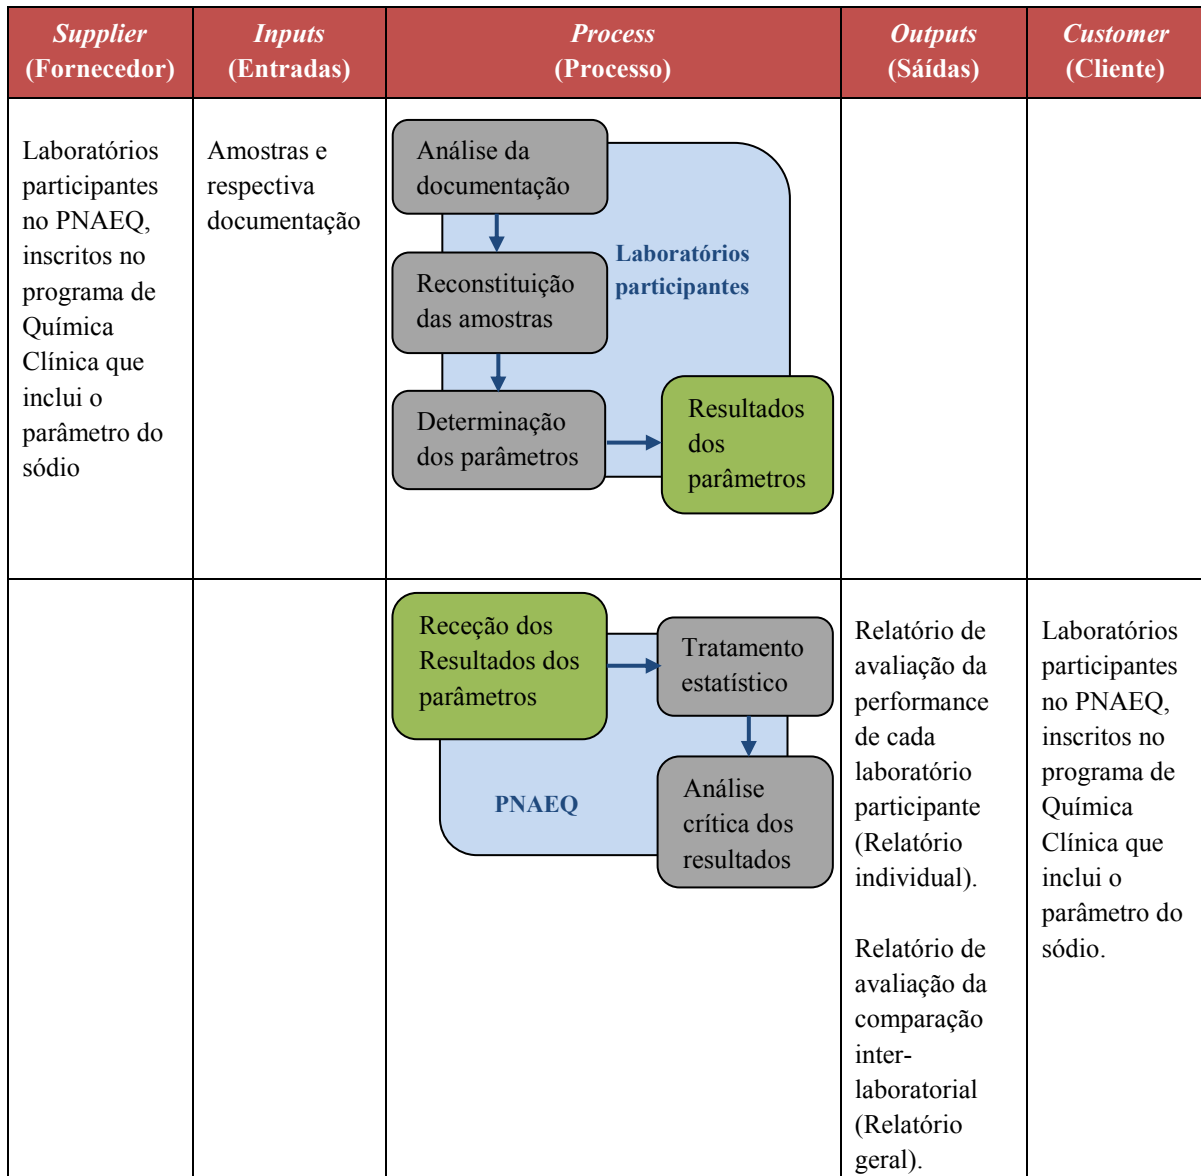 Supplier
(Fornecedor)
Inputs
(Entradas)
Process
(Processo)
Outputs
(Sáídas)
Customer
(Cliente)
Laboratórios
participantes
no PNAEQ,
inscritos no
programa de
Química
Clínica que
inclui o
parâmetro do
sódio
Amostras e
respectiva
documentação
Análise da
documentação
Laboratórios
participantes
Reconstituição
das amostras
Determinação
dos parâmetros
Resultados
dos
parâmetros
Receção dos
Resultados dos
parâmetros
Tratamento
estatístico
PNAEQ
Análise
crítica dos
resultados
Relatório de
avaliação da
performance
de cada
laboratório
participante
(Relatório
individual).
Relatório de
avaliação da
comparação
inter-
laboratorial
(Relatório
geral).
Laboratórios
participantes
no PNAEQ,
inscritos no
programa de
Química
Clínica que
inclui o
parâmetro do
sódio.